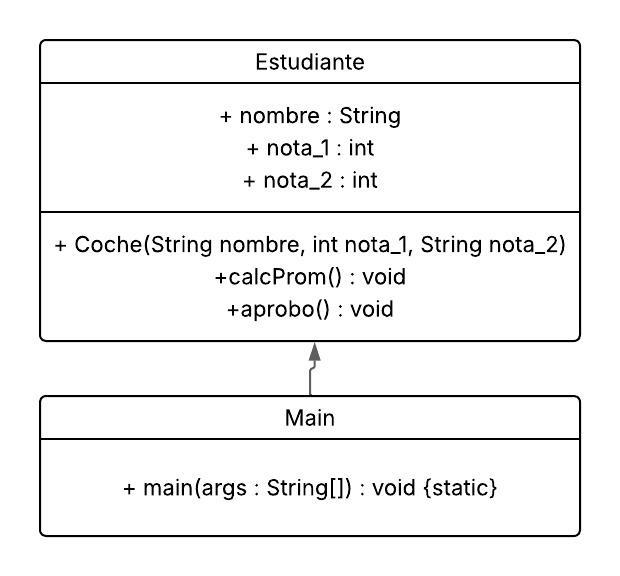 Estudiante
+ nombre : String
+ nota_1 : int
+ nota_2 : int
+ Coche(String nombre, int nota_1, String nota_2)
+calcProm() : void
+aprobo() : void
Main
+ main(args : String[]) : void {static}